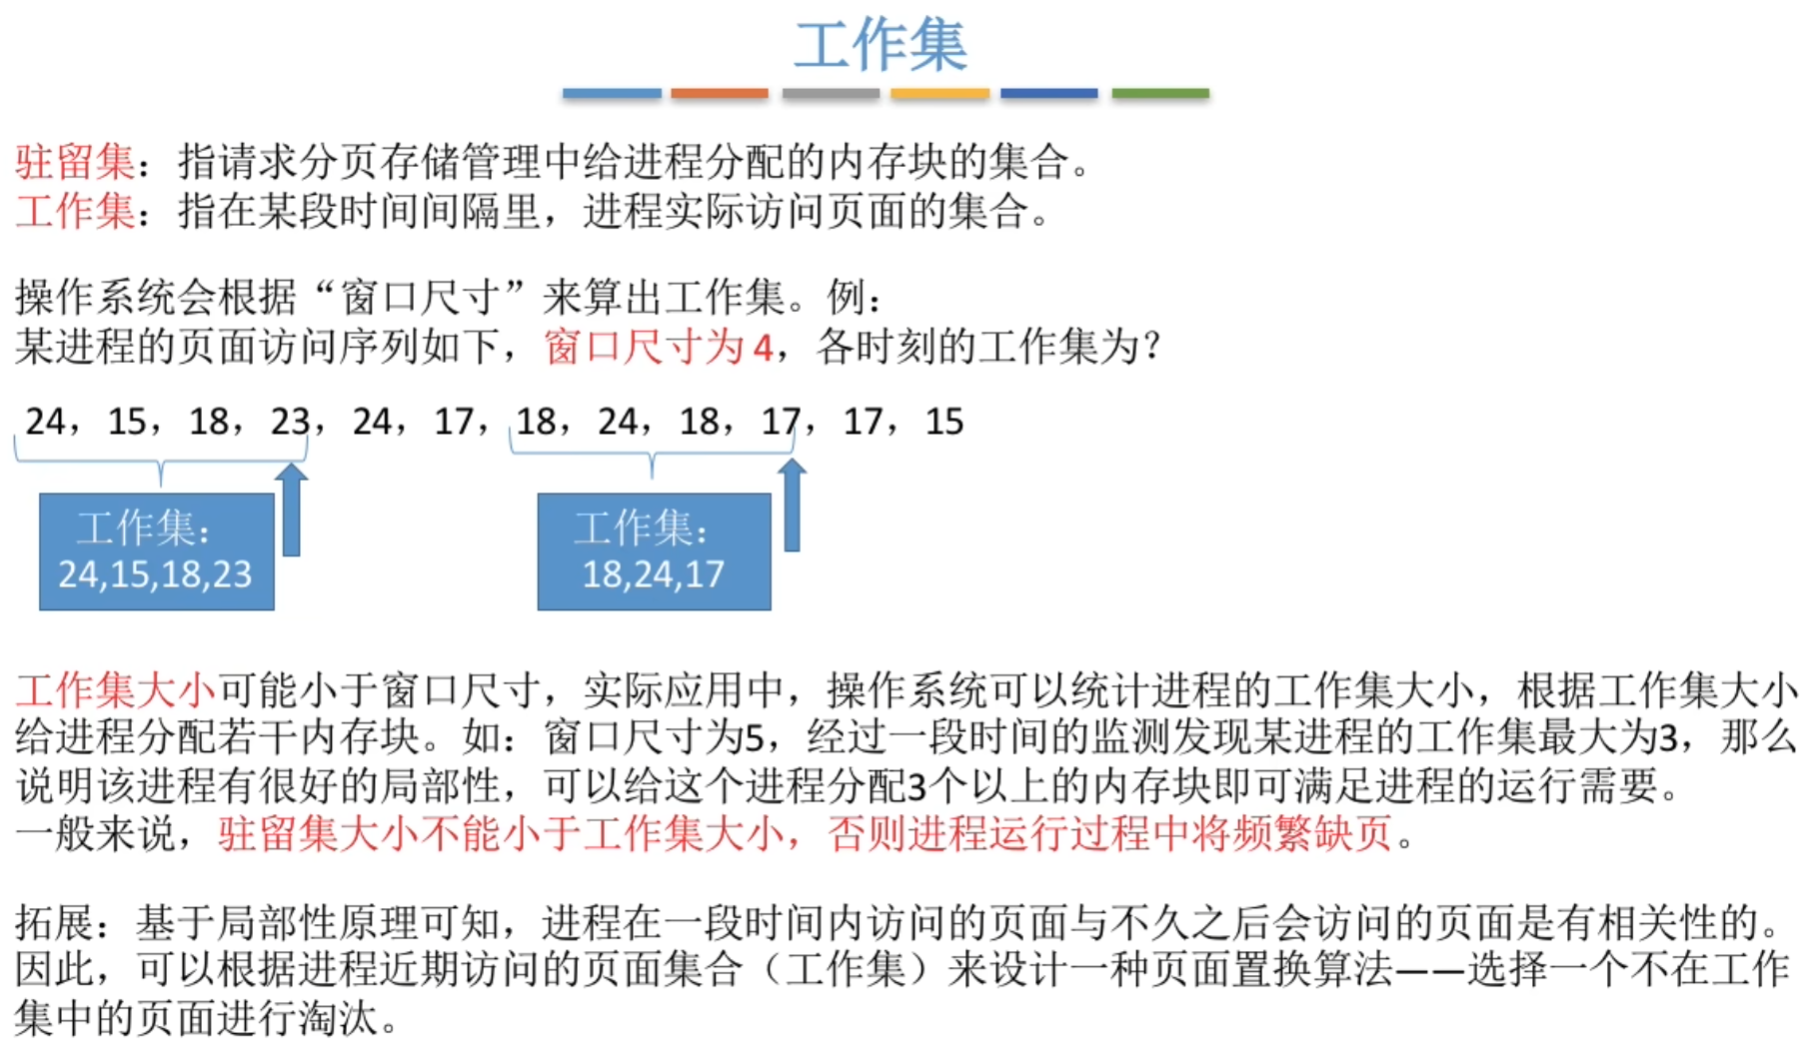 工作集
驻留集：指请求分页存储管理中给进程分配的内存块的集合。
工作集：指在某段时间间隔里，进程实际访问页面的集合。
操作系统会根据“窗口尺寸”来算出工作集。例：
某进程的页面访问序列如下，窗口尺寸为 4，各时刻的工作集为？
24，15，18，23，24，17，18，24，18，17，17，15
工作集：
24,15,18,23
工作集：
18,24,17
工作集大小可能小于窗口尺寸，实际应用中，操作系统可以统计进程的工作集大小，根据工作集大小
给进程分配若干内存块。如：窗口尺寸为5，经过一段时间的监测发现某进程的工作集最大为3，那么
说明该进程有很好的局部性，可以给这个进程分配3个以上的内存块即可满足进程的运行需要。
一般来说，驻留集大小不能小于工作集大小，否则进程运行过程中将频繁缺页。
拓展：基于局部性原理可知，进程在一段时间内访问的页面与不久之后会访问的页面是有相关性的。
因此，可以根据进程近期访问的页面集合（工作集）来设计一种页面置换算法——选择一个不在工作
集中的页面进行淘汰。